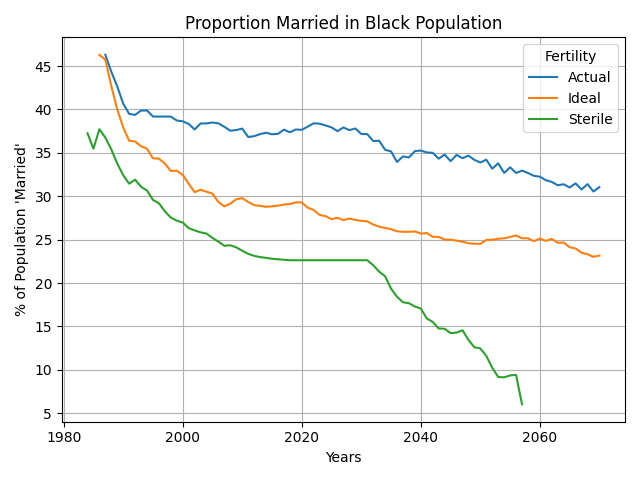 Proportion Married in Black Population
% of Population 'Married'
45
40
35
30
25
20
15
10
5
Fertility
Actual
Ideal
Sterile
1980 2000 2020 2040 2060
Years